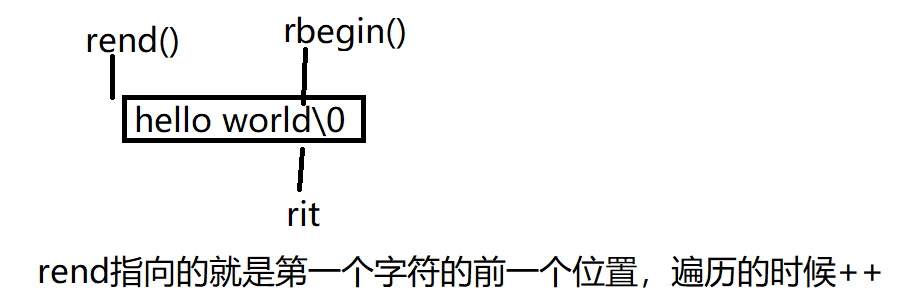 rend()
rbegin()
hello world\0
rit
rend指向的就是第一个字符的前一个位置，遍历的时候++